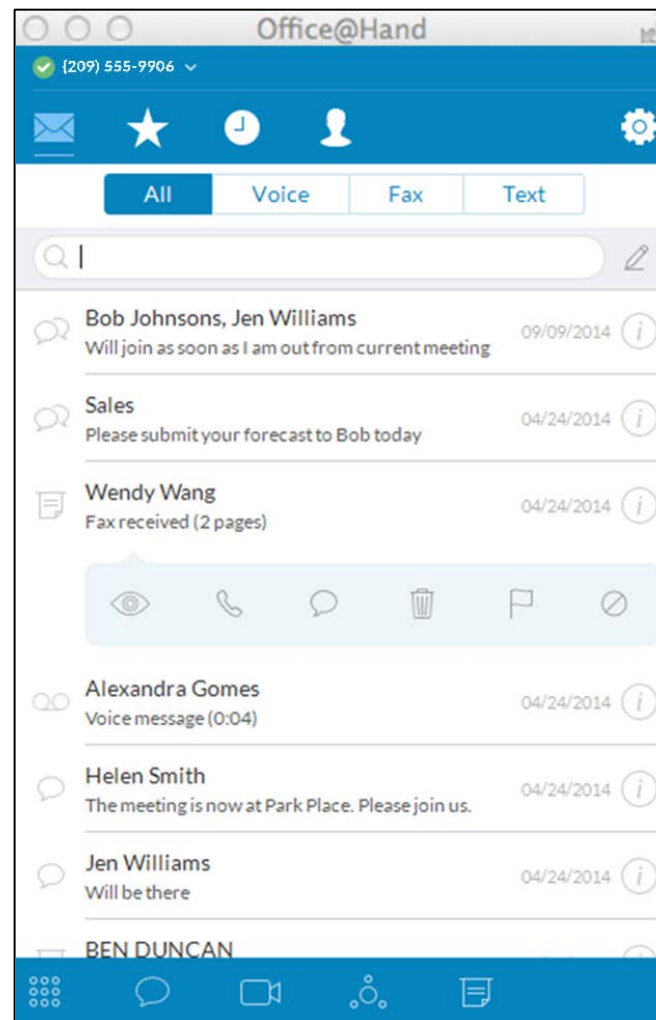 Office@Hand
(209) 555-9906
All Voice Fax Text
Bob Johnsons, Jen Williams
Will join as soon as I am out from current meeting
09/09/2014
Sales
Please submit your forecast to Bob today
04/24/2014
Wendy Wang
Fax received (2 pages)
04/24/2014
Alexandra Gomes
Voice message (0:04)
04/24/2014
Helen Smith
The meeting is now at Park Place. Please join us.
04/24/2014
Jen Williams
Will be there
04/24/2014
BEN DUNCAN